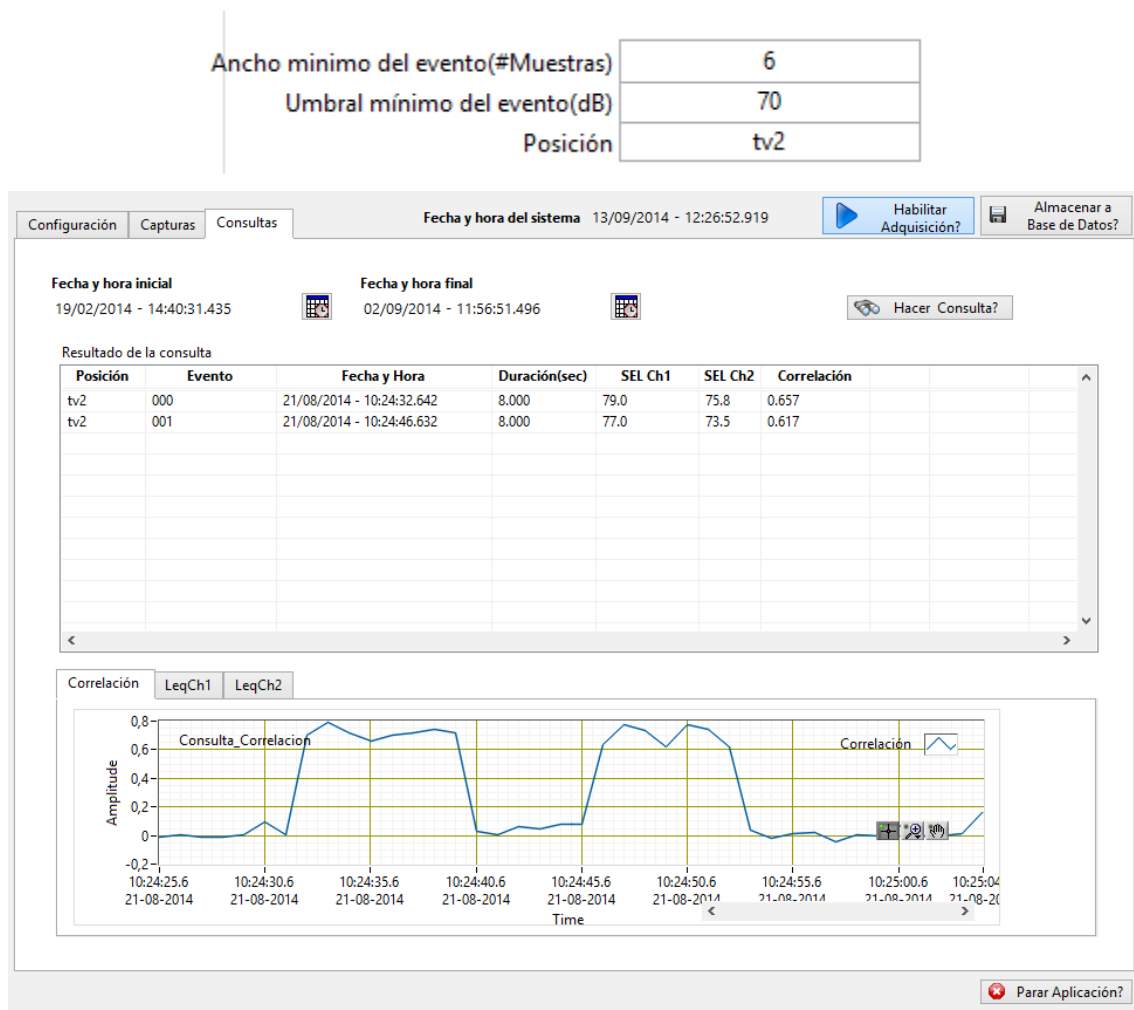 Ancho minimo del evento(#Muestras) 6
Umbral mínimo del evento(dB) 70
Posición tv2
Configuración Capturas Consultas Fecha y hora del sistema 13/09/2014 - 12:26:52.919 Habilitar Adquisición? Almacenar a Base de Datos?
Fecha y hora inicial Fecha y hora final
19/02/2014 - 14:40:31.435 02/09/2014 - 11:56:51.496 Hacer Consulta?
Resultado de la consulta
Posición Evento Fecha y Hora Duración(sec) SEL Ch1 SEL Ch2 Correlación
tv2 000 21/08/2014 - 10:24:32.642 8.000 79.0 75.8 0.657
tv2 001 21/08/2014 - 10:24:46.632 8.000 77.0 73.5 0.617
Correlación LeqCh1 LeqCh2
Consulta_Correlacion Correlación
Amplitude
0,8
0,6
0,4
0,2
0
-0,2
10:24:25.6 10:24:30.6 10:24:35.6 10:24:40.6 10:24:45.6 10:24:50.6 10:24:55.6 10:25:00.6 10:25:04
21-08-2014 21-08-2014 21-08-2014 21-08-2014 21-08-2014 21-08-2014 21-08-2014 21-08-2014 21-08-20
Time
Parar Aplicación?